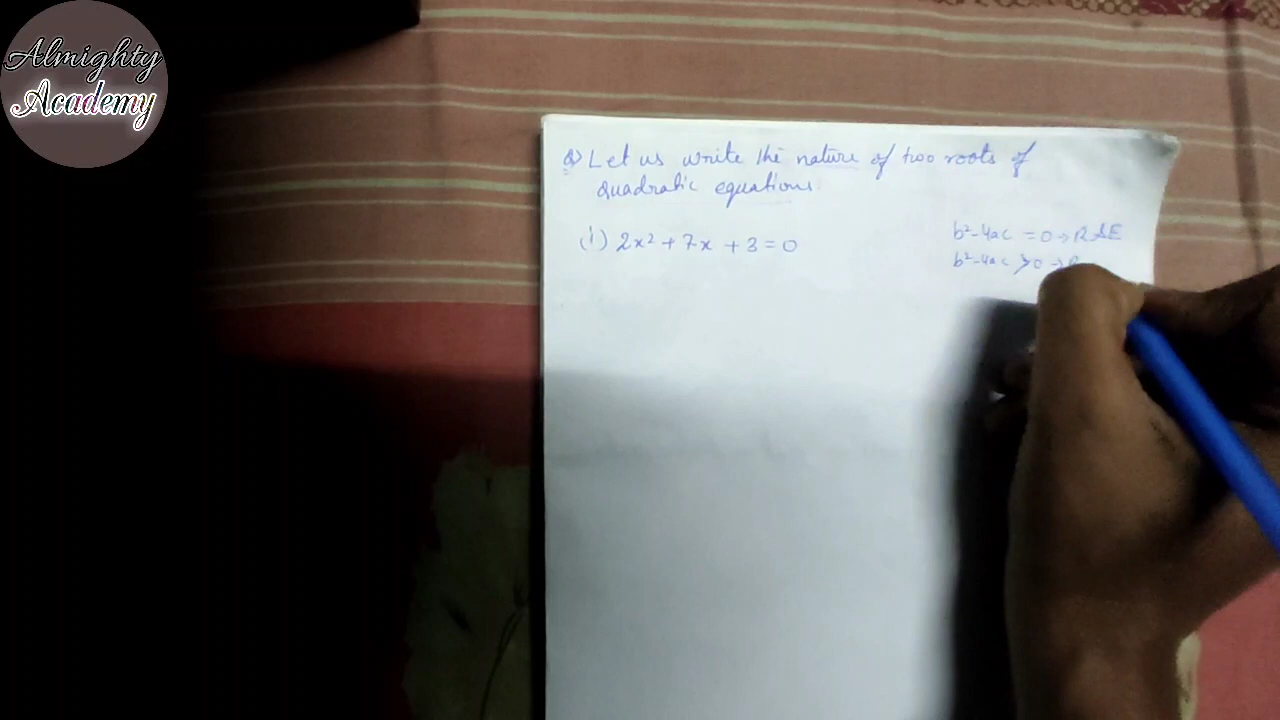 Almighty
Academy
Q) Let us write the nature of two roots of
quadratic equations.
(i) 2x² + 7x + 3 = 0
b²-4ac = 0 → R & E
b²-4ac > 0 → R